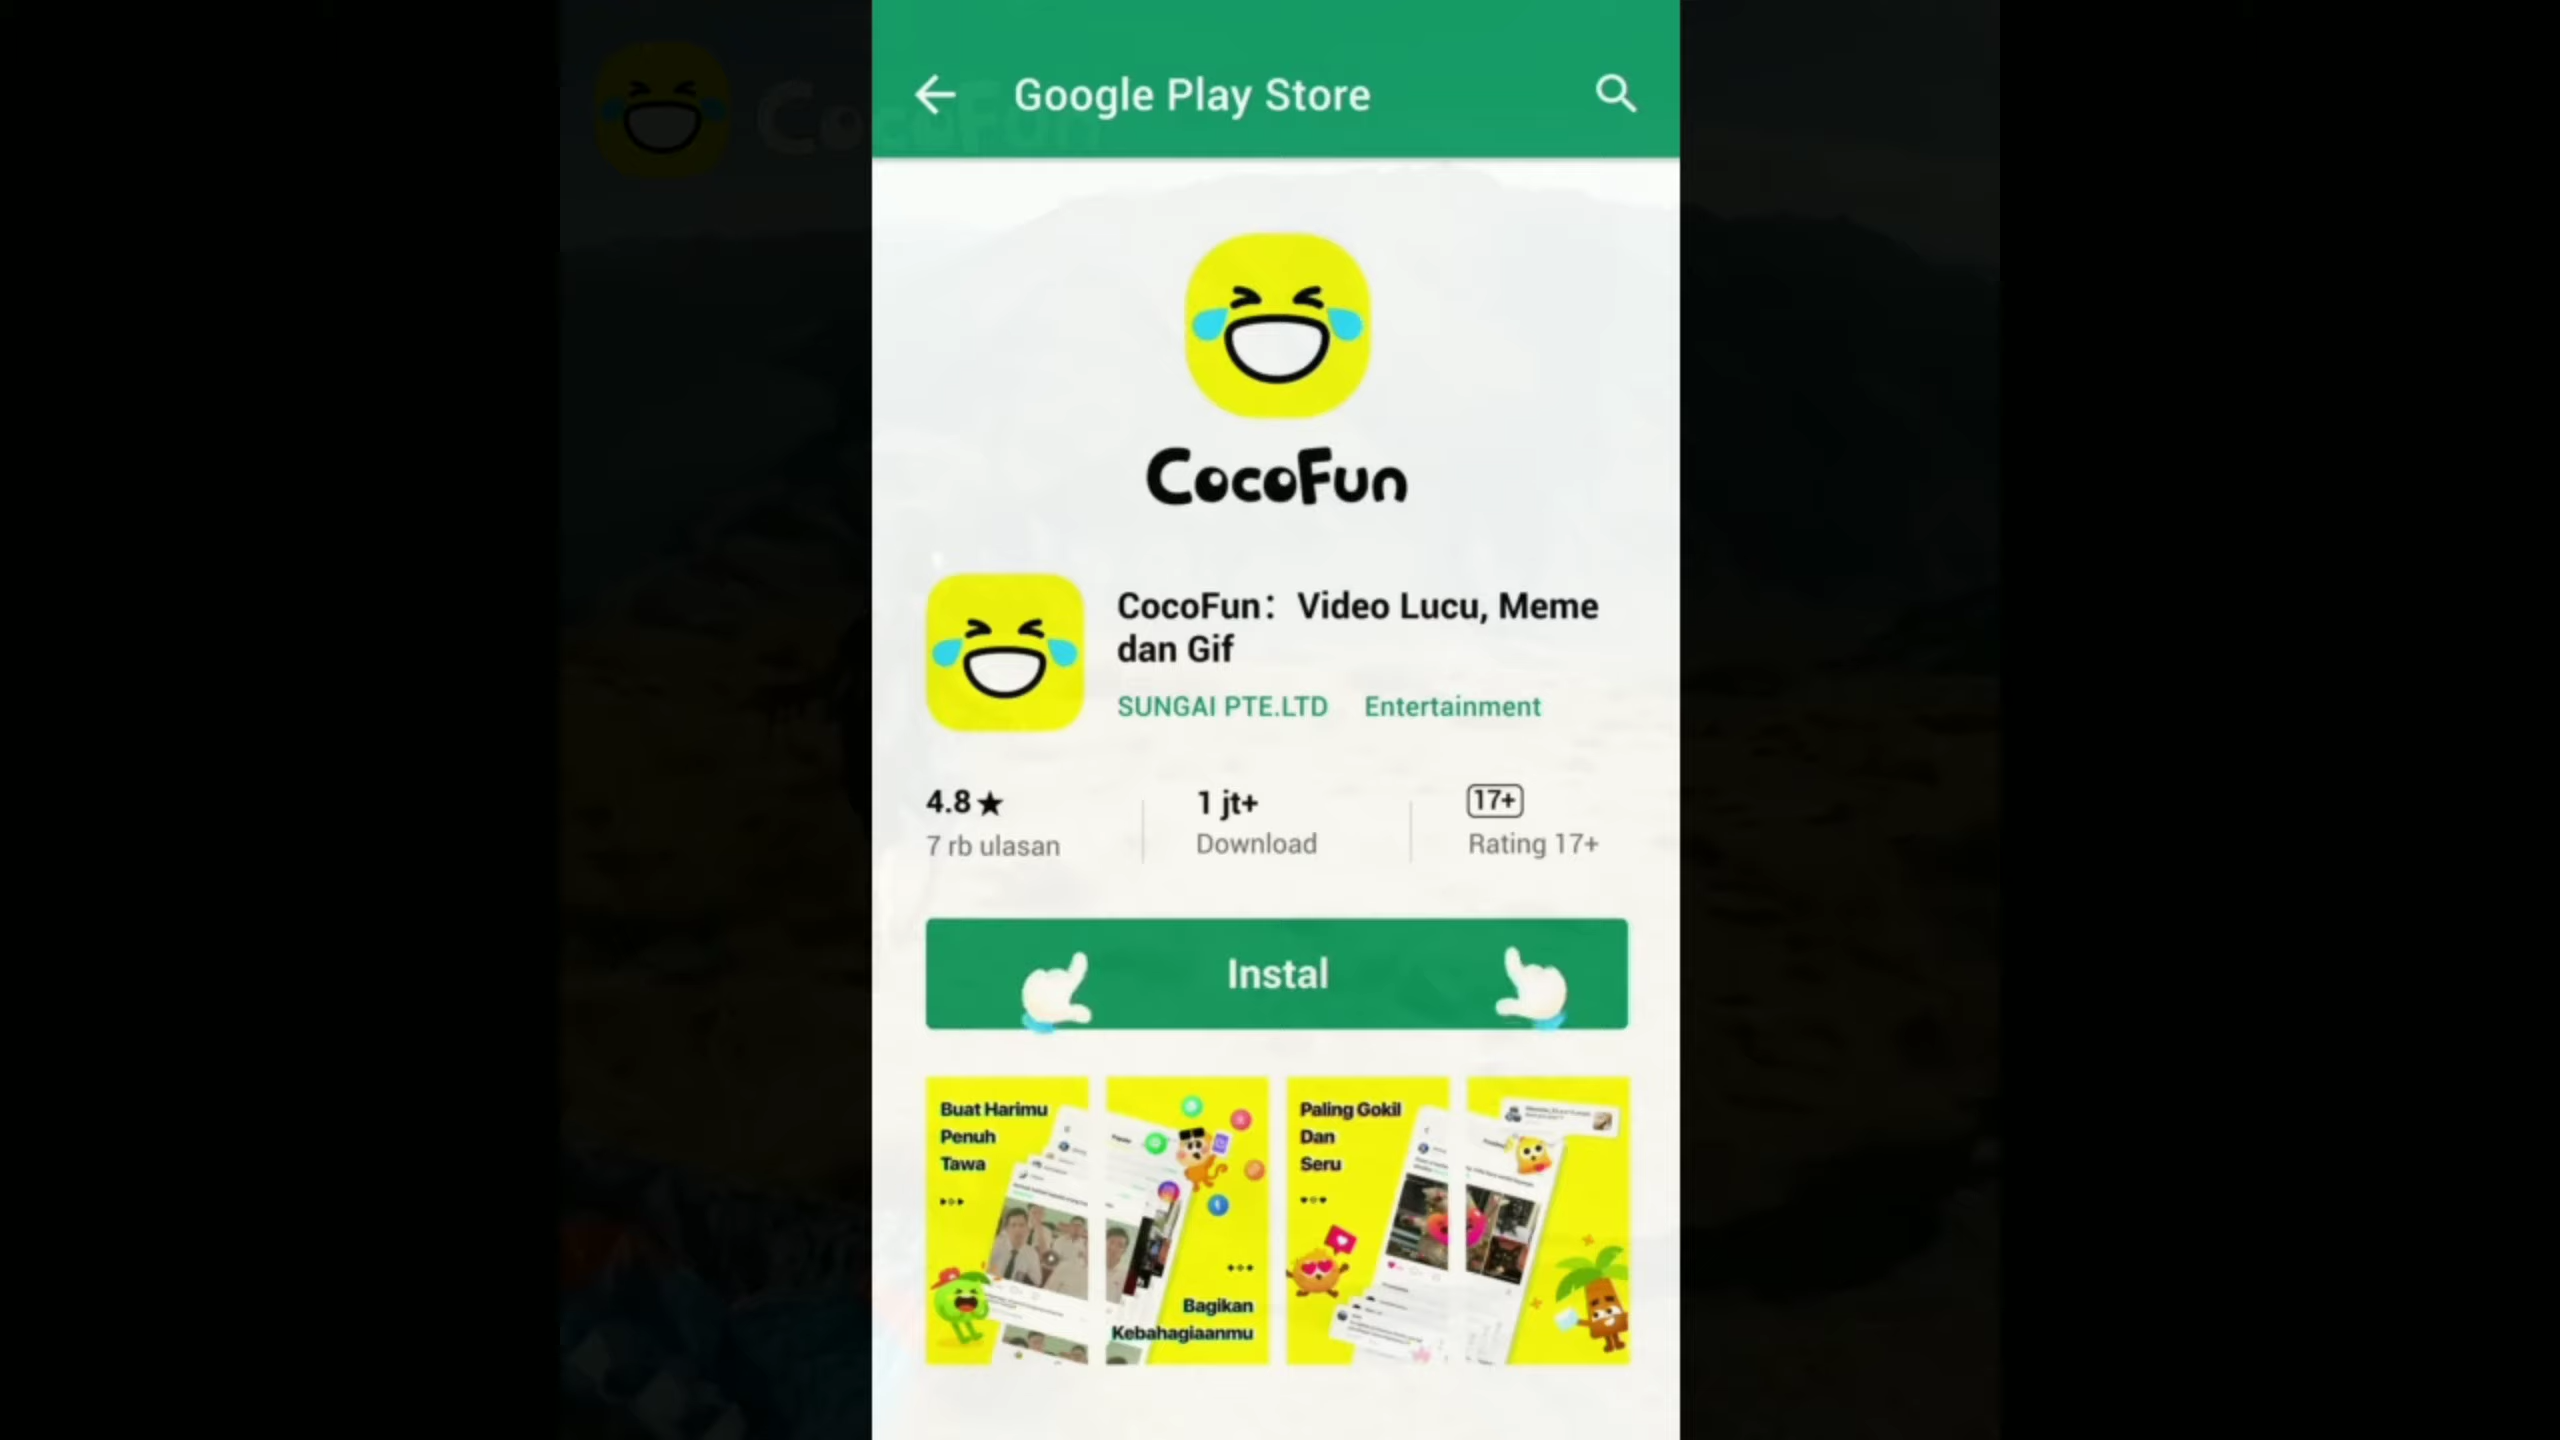 Google Play Store
CocoFun
CocoFun
CocoFun：Video Lucu, Meme
dan Gif
SUNGAI PTE.LTD Entertainment
4.8★ 1 jt+ 17+
7 rb ulasan Download Rating 17+
Instal
Buat Harimu
Penuh
Tawa
Bagikan
Kebahagiaanmu
Paling Gokil
Dan
Seru